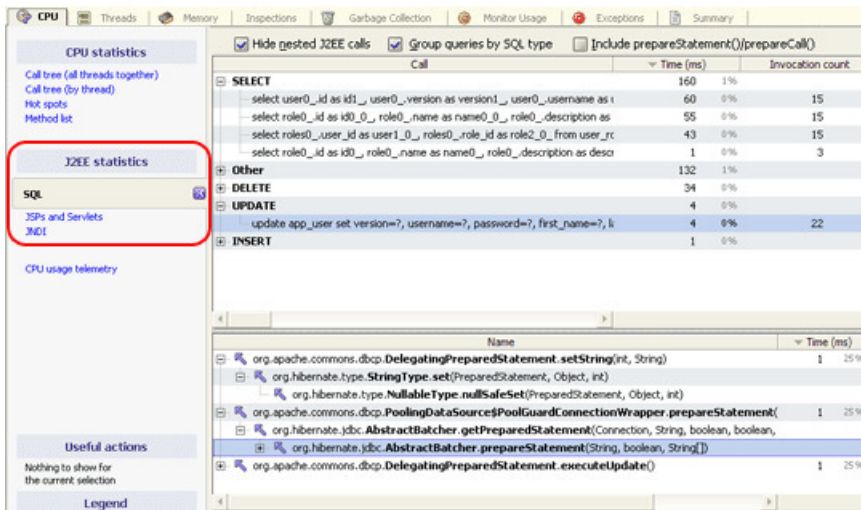 CPU Threads Memory Inspections Garbage Collection Monitor Usage Exceptions Summary
CPU statistics
Call tree (all threads together)
Call tree (by thread)
Hot spots
Method list
J2EE statistics
SQL
JSPs and Servlets
JNDI
CPU usage telemetry
Useful actions
Nothing to show for
the current selection
Legend
Hide nested J2EE calls Group queries by SQL type Include prepareStatement()/prepareCall()
Call Time (ms) Invocation count
SELECT 160 1%
select user0_.id as id1_, user0_.version as version1_, user0_.username as u 60 0% 15
select role0_.id as id0_0_, role0_.name as name0_0_, role0_.description as 55 0% 15
select roles0_.user_id as user1_0_, roles0_.role_id as role2_0_ from user_ro 43 0% 15
select role0_.id as id0_, role0_.name as name0_, role0_.description as descr 1 0% 3
Other 132 1%
DELETE 34 0%
UPDATE 4 0%
update app_user set version=?, username=?, password=?, first_name=?, la 4 0% 22
INSERT 1 0%
Name Time (ms)
org.apache.commons.dbcp.DelegatingPreparedStatement.setString(int, String) 1 25%
org.hibernate.type.StringType.set(PreparedStatement, Object, int)
org.hibernate.type.NullableType.nullSafeSet(PreparedStatement, Object, int)
org.apache.commons.dbcp.PoolingDataSource$PoolGuardConnectionWrapper.prepareStatement( 1 25%
org.hibernate.jdbc.AbstractBatcher.getPreparedStatement(Connection, String, boolean, boolean,
org.hibernate.jdbc.AbstractBatcher.prepareStatement(String, boolean, String[])
org.apache.commons.dbcp.DelegatingPreparedStatement.executeUpdate() 1 25%